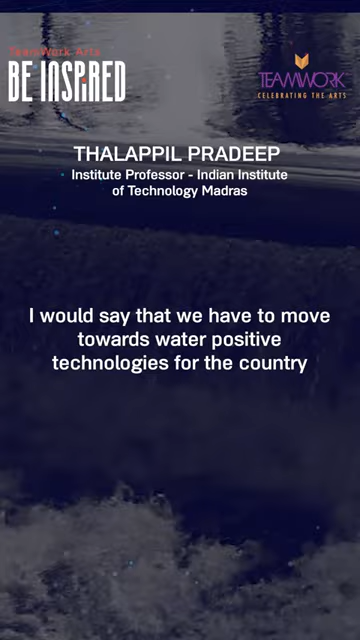 TeamWork Arts
BE INSPIRED
TEAMWORK
CELEBRATING THE ARTS
THALAPPIL PRADEEP
Institute Professor - Indian Institute
of Technology Madras
I would say that we have to move
towards water positive
technologies for the country